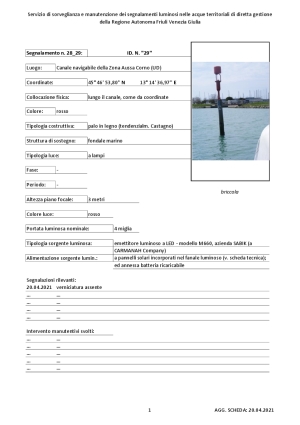 Servizio di sorveglianza e manutenzione dei segnalamenti luminosi nelle acque territoriali di diretta gestione
della Regione Autonoma Friuli Venezia Giulia
Segnalamento n. 28_29: ID. N. "29"
Luogo: Canale navigabile della Zona Aussa Corno (UD)
Coordinate: 45° 46' 53,80" N 13° 14' 36,97" E
Collocazione fisica: lungo il canale, come da coordinate
Colore: rosso
Tipologia costruttiva: palo in legno (tendenzialm. Castagno)
Struttura di sostegno: fondale marino
Tipologia luce: a lampi
Fase: -
Periodo: -
briccola
Altezza piano focale: 3 metri
Colore luce: rosso
Portata luminosa nominale: 4 miglia
Tipologia sorgente luminosa: emettitore luminoso a LED - modello M660, azienda SABIK (a
CARMANAH Company)
Alimentazione sorgente lumin.: a pannelli solari incorporati nel fanale luminoso (v. scheda tecnica);
ed annessa batteria ricaricabile
Segnalazioni rilevanti:
20.04.2021 verniciatura assente
... ...
... ...
... ...
... ...
Intervento manutentivi svolti:
... ...
... ...
... ...
... ...
... ...
1 AGG. SCHEDA: 20.04.2021